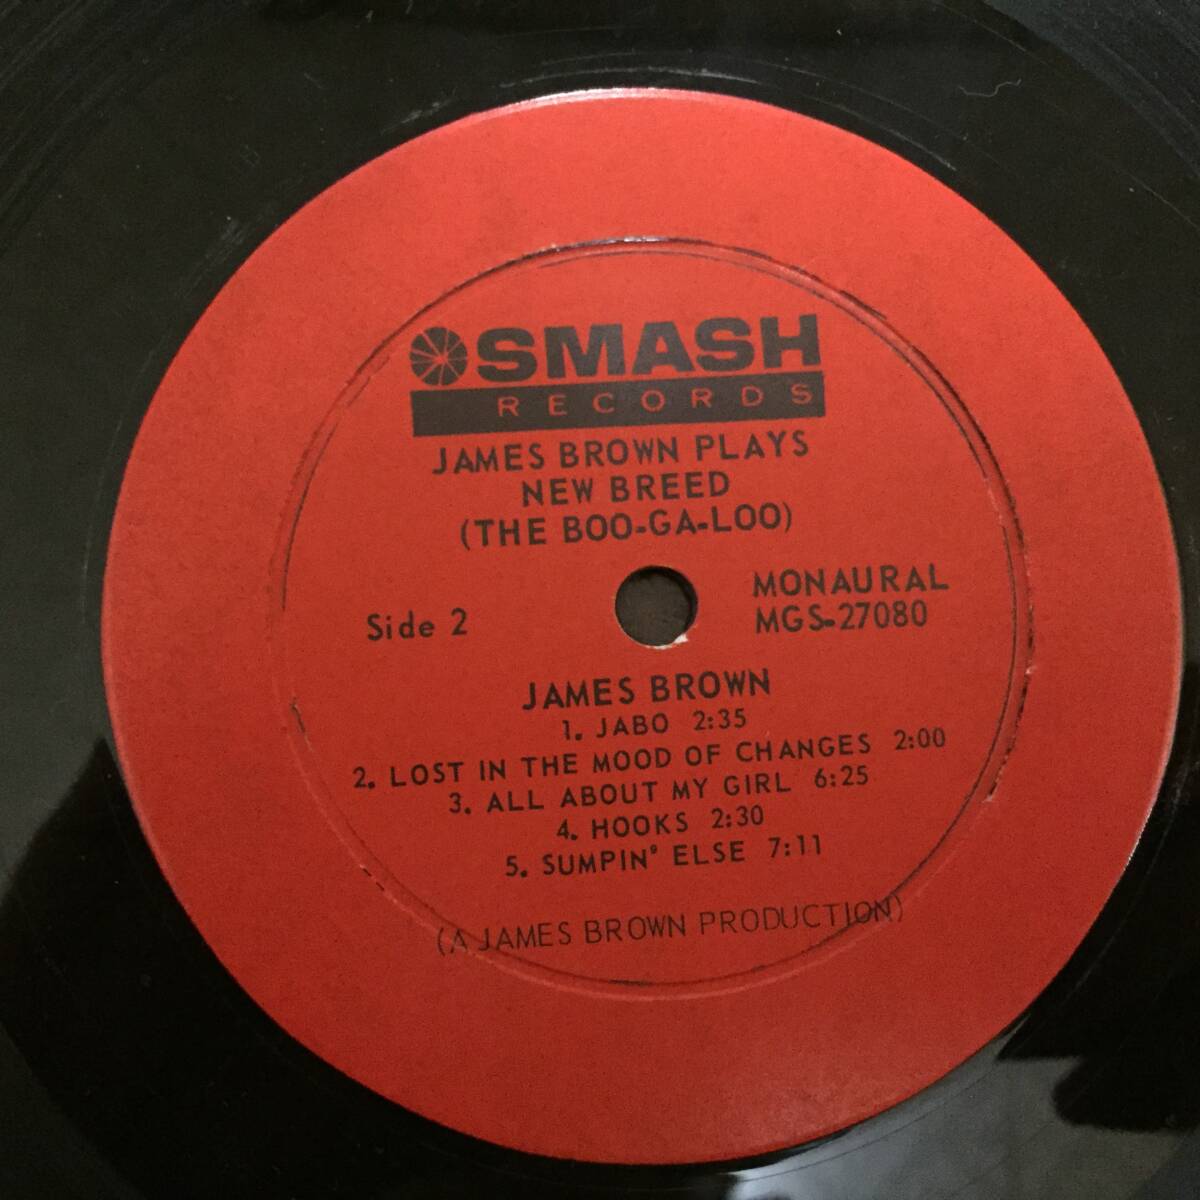 SMASH
RECORDS
JAMES BROWN PLAYS
NEW BREED
(THE BOO-GA-LOO)
Side 2
MONAURAL
MGS-27080
JAMES BROWN
1. JABO 2:35
2. LOST IN THE MOOD OF CHANGES 2:00
3. ALL ABOUT MY GIRL 6:25
4. HOOKS 2:30
5. SUMPIN' ELSE 7:11
(A JAMES BROWN PRODUCTION)